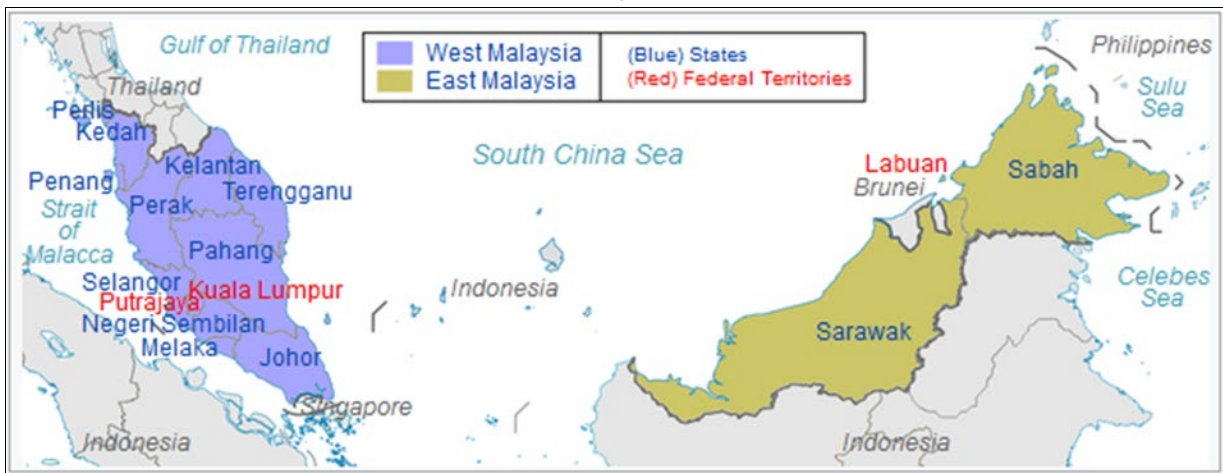 Gulf of Thailand
West Malaysia
East Malaysia
(Blue) States
(Red) Federal Territories
Philippines
Sulu
Sea
Thailand
Perlis
Kedah
Kelantan
Terengganu
Penang
Perak
Strait
of
Malacca
Pahang
Selangor
Putrajaya
Kuala Lumpur
Negeri Sembilan
Melaka
Johor
Singapore
Indonesia
South China Sea
Indonesia
Labuan
Brunei
Sabah
Celebes
Sea
Sarawak
Indonesia